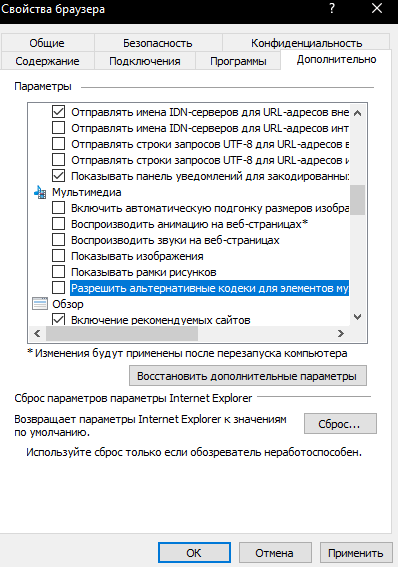 Свойства браузера
?
Общие
Безопасность
Конфиденциальность
Содержание
Подключения
Программы
Дополнительно
Параметры
Отправлять имена IDN-серверов для URL-адресов вне
Отправлять имена IDN-серверов для URL-адресов инт
Отправлять строки запросов UTF-8 для URL-адресов в
Отправлять строки запросов UTF-8 для URL-адресов и
Показывать панель уведомлений для закодированных
Мультимедиа
Включить автоматическую подгонку размеров изобра
Воспроизводить анимацию на веб-страницах*
Воспроизводить звуки на веб-страницах
Показывать изображения
Показывать рамки рисунков
Разрешить альтернативные кодеки для элементов му
Обзор
Включение рекомендуемых сайтов
*Изменения будут применены после перезапуска компьютера
Восстановить дополнительные параметры
Сброс параметров параметры Internet Explorer
Возвращает параметры Internet Explorer к значениям
по умолчанию.
Сброс...
Используйте сброс только если обозреватель неработоспособен.
ОК
Отмена
Применить